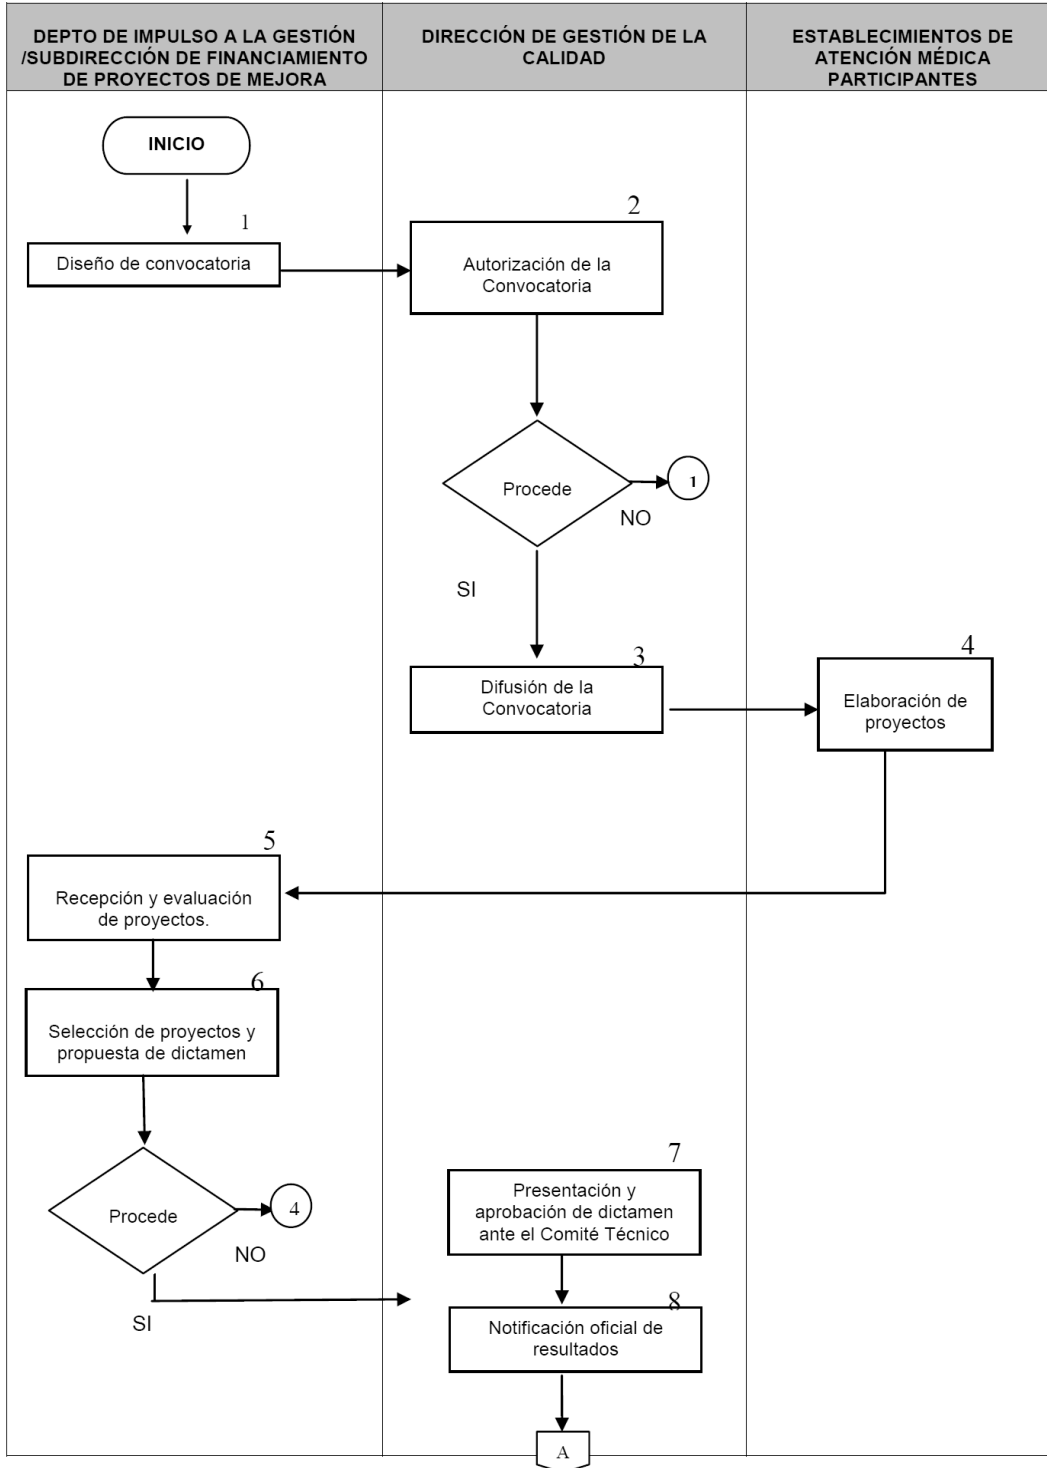 DEPTO DE IMPULSO A LA GESTIÓN
/SUBDIRECCIÓN DE FINANCIAMIENTO
DE PROYECTOS DE MEJORA
DIRECCIÓN DE GESTIÓN DE LA
CALIDAD
ESTABLECIMIENTOS DE
ATENCIÓN MÉDICA
PARTICIPANTES
INICIO
1
Diseño de convocatoria
2
Autorización de la
Convocatoria
Procede
1
NO
SI
3
Difusión de la
Convocatoria
4
Elaboración de
proyectos
5
Recepción y evaluación
de proyectos.
6
Selección de proyectos y
propuesta de dictamen
Procede
4
NO
SI
7
Presentación y
aprobación de dictamen
ante el Comité Técnico
8
Notificación oficial de
resultados
A